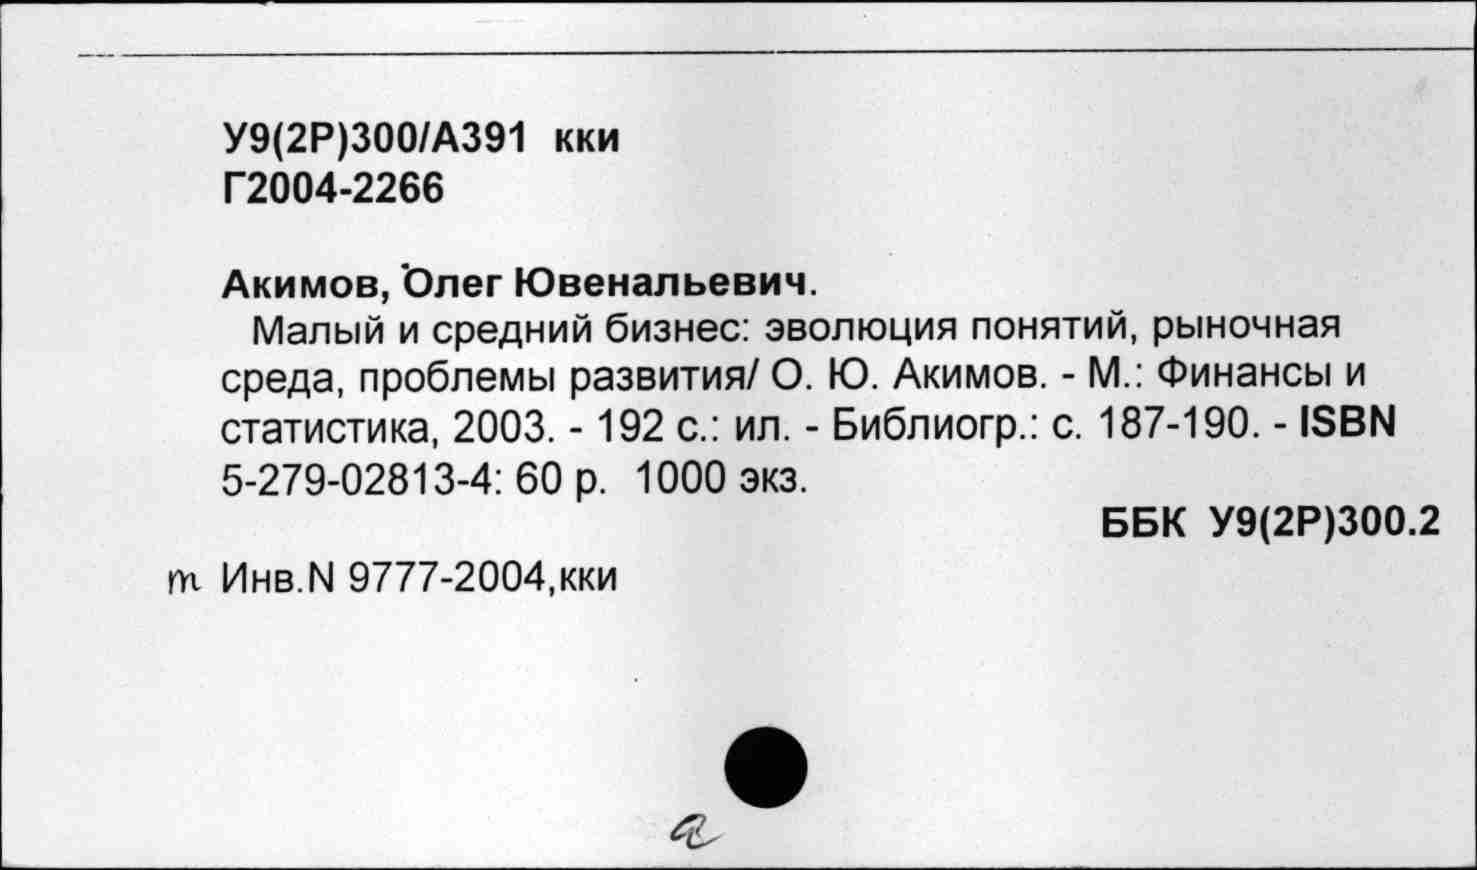 У9(2Р)300/А391 кки
Г2004-2266
Акимов, Олег Ювенальевич.
Малый и средний бизнес: эволюция понятий, рыночная
среда, проблемы развития/ О. Ю. Акимов. - М.: Финансы и
статистика, 2003. - 192 с.: ил. - Библиогр.: с. 187-190. - ISBN
5-279-02813-4: 60 р. 1000 экз.
ББК У9(2Р)300.2
т Инв.N 9777-2004,кки